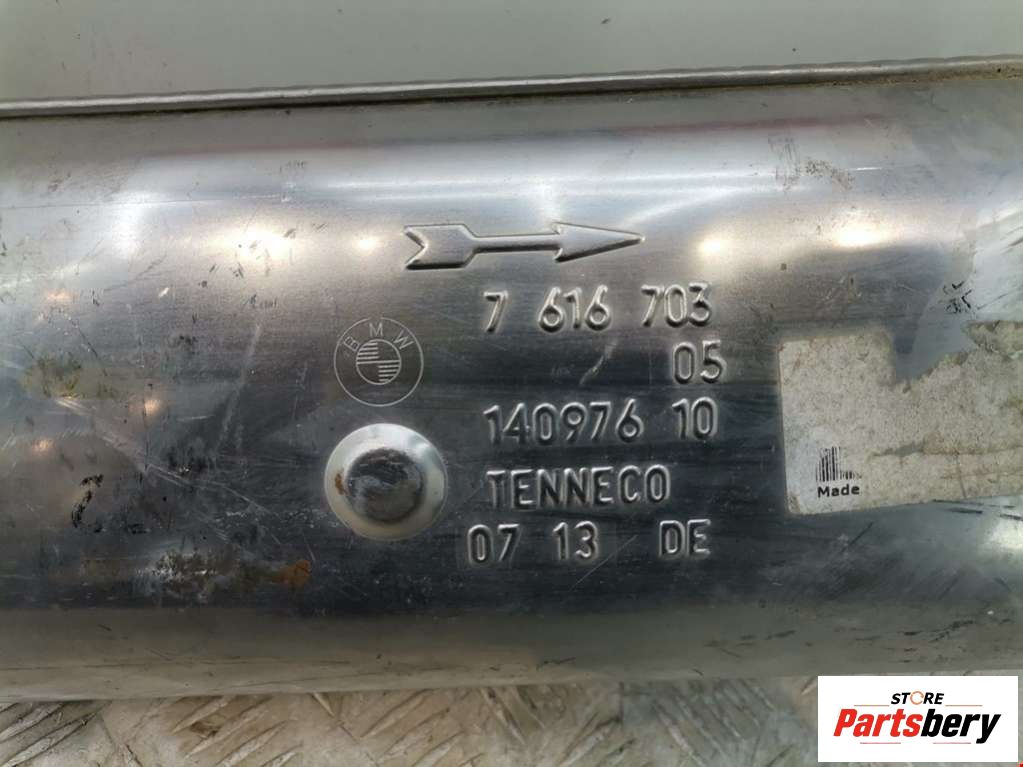 7 616 703
BMW
05
140976 10
Made
TENNECO
07 13 DE
STORE
Partsbery